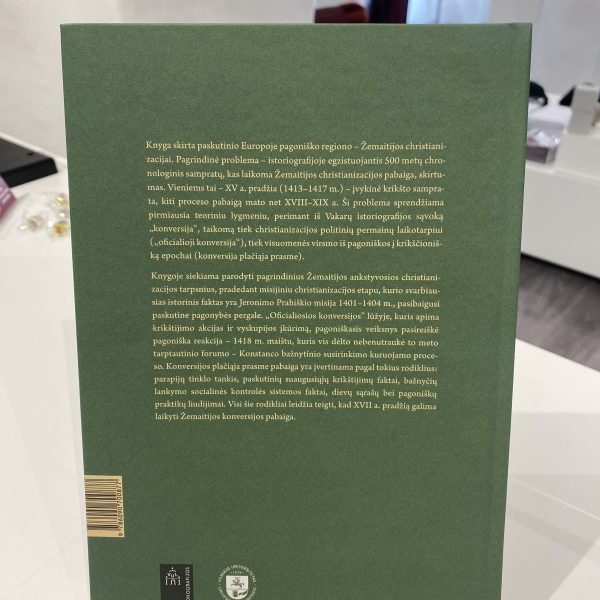 Knyga skirta paskutinio Europoje pagoniško regiono – Žemaitijos christiani-
zacijai. Pagrindinė problema – istoriografijoje egzistuojantis 500 metų chro-
nologinis sampratų, kas laikoma Žemaitijos christianizacijos pabaiga, skirtu-
mas. Vieniems tai – XV a. pradžia (1413–1417 m.) – įvykinė krikšto sampra-
ta, kiti proceso pabaigą mato net XVIII–XIX a. Ši problema sprendžiama
pirmiausia teoriniu lygmeniu, perimant iš Vakarų istoriografijos sąvoką
„konversija", taikomą tiek christianizacijos politinių permainų laikotarpiui
(„oficialioji konversija"), tiek visuomenės virsmo iš pagoniškos į krikščioniš-
ką epochai (konversija plačiąja prasme).
Knygoje siekiama parodyti pagrindinius Žemaitijos ankstyvosios christiani-
zacijos tarpsnius, pradedant misijiniu christianizacijos etapu, kurio svarbiau-
sias istorinis faktas yra Jeronimo Prahiškio misija 1401–1404 m., pasibaigusi
paskutine pagonybės pergale. „Oficialiosios konversijos" lūžyje, kuris apima
krikštijimo akcijas ir vyskupijos įkūrimą, pagoniškasis veiksnys pasireiškė
pagoniška reakcija – 1418 m. maištu, kuris vis dėlto nebenutraukė to meto
tarptautinio forumo – Konstanco bažnytinio susirinkimo kuruojamo proce-
so. Konversijos plačiąja prasme pabaiga yra įvertinama pagal tokius rodiklius:
parapijų tinklo tankis, paskutinių suaugusiųjų krikštijimų faktai, bažnyčių
lankymo socialinės kontrolės sistemos faktai, dievų sąrašų bei pagoniškų
praktikų liudijimai. Visi šie rodikliai leidžia teigti, kad XVII a. pradžią galima
laikyti Žemaitijos konversijos pabaiga.
9 786090 700877
MONOGRAFIJOS